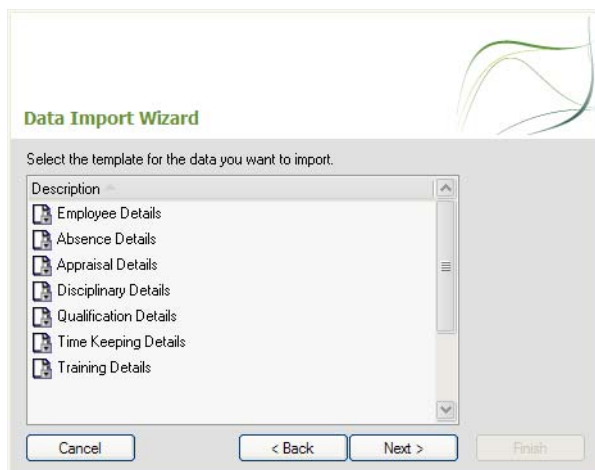 Data Import Wizard
Select the template for the data you want to import.
Description
Employee Details
Absence Details
Appraisal Details
Disciplinary Details
Qualification Details
Time Keeping Details
Training Details
Cancel < Back Next > Finish